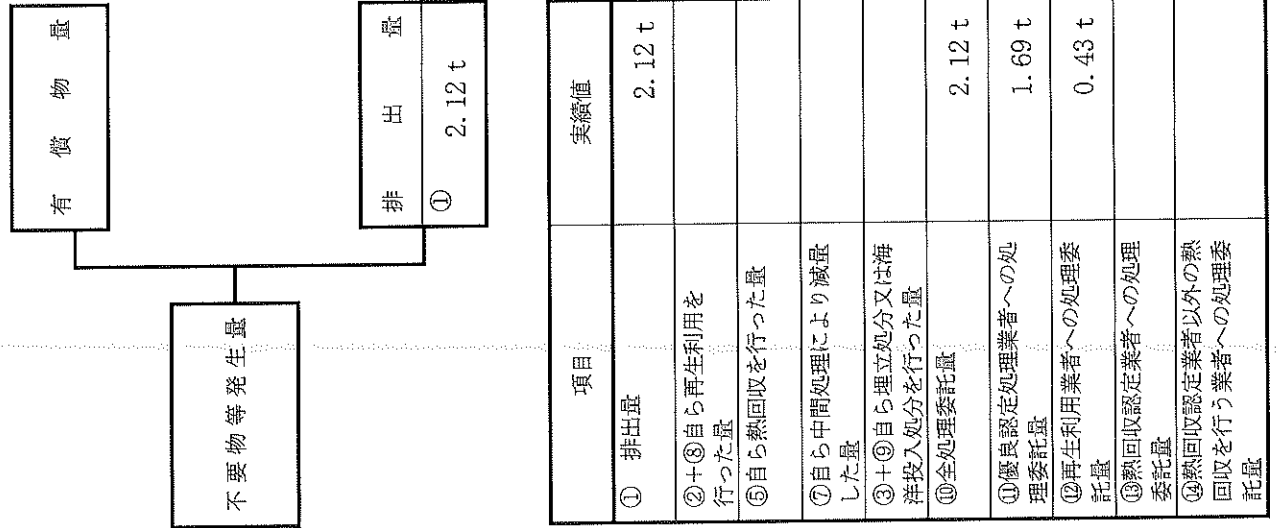 不要物等発生量
有償物量
排出量
① 2.12 t
項目 実績値
① 排出量 2.12 t
②＋⑧自ら再生利用を
行った量
⑤自ら熱回収を行った量
⑦自ら中間処理により減量
した量
③＋⑨自ら埋立処分又は海
洋投入処分を行った量
⑩全処理委託量 2.12 t
⑪優良認定処理業者への処
理委託量 1.69 t
⑫再生利用業者への処理委
託量 0.43 t
⑬熱回収認定業者への処理
委託量
⑭熱回収認定業者以外の熱
回収を行う業者への処理委
託量